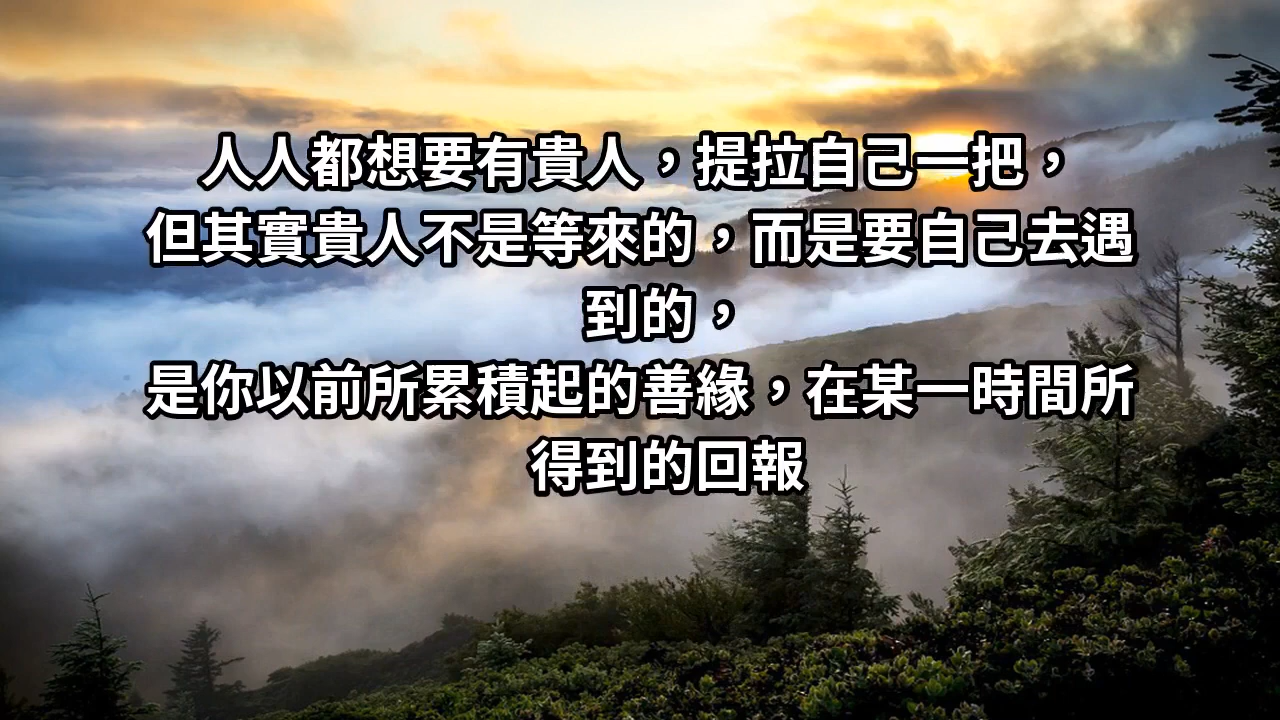 人人都想要有貴人，提拉自己一把，
但其實貴人不是等來的，而是要自己去遇
到的，
是你以前所累積起的善緣，在某一時間所
得到的回報